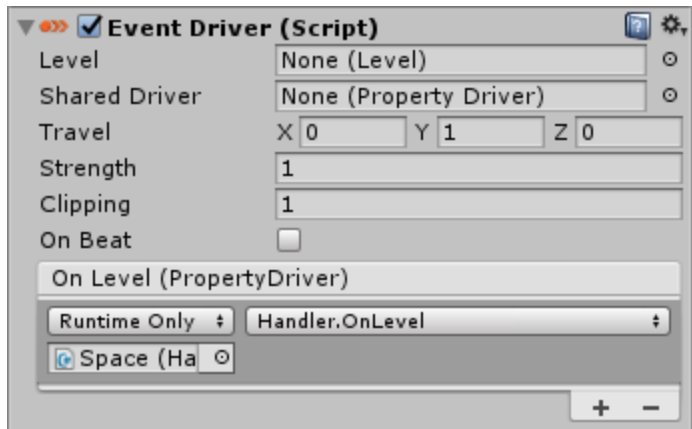 Event Driver (Script)
Level None (Level)
Shared Driver None (Property Driver)
Travel X 0 Y 1 Z 0
Strength 1
Clipping 1
On Beat
On Level (PropertyDriver)
Runtime Only Handler.OnLevel
Space (Ha
+ −